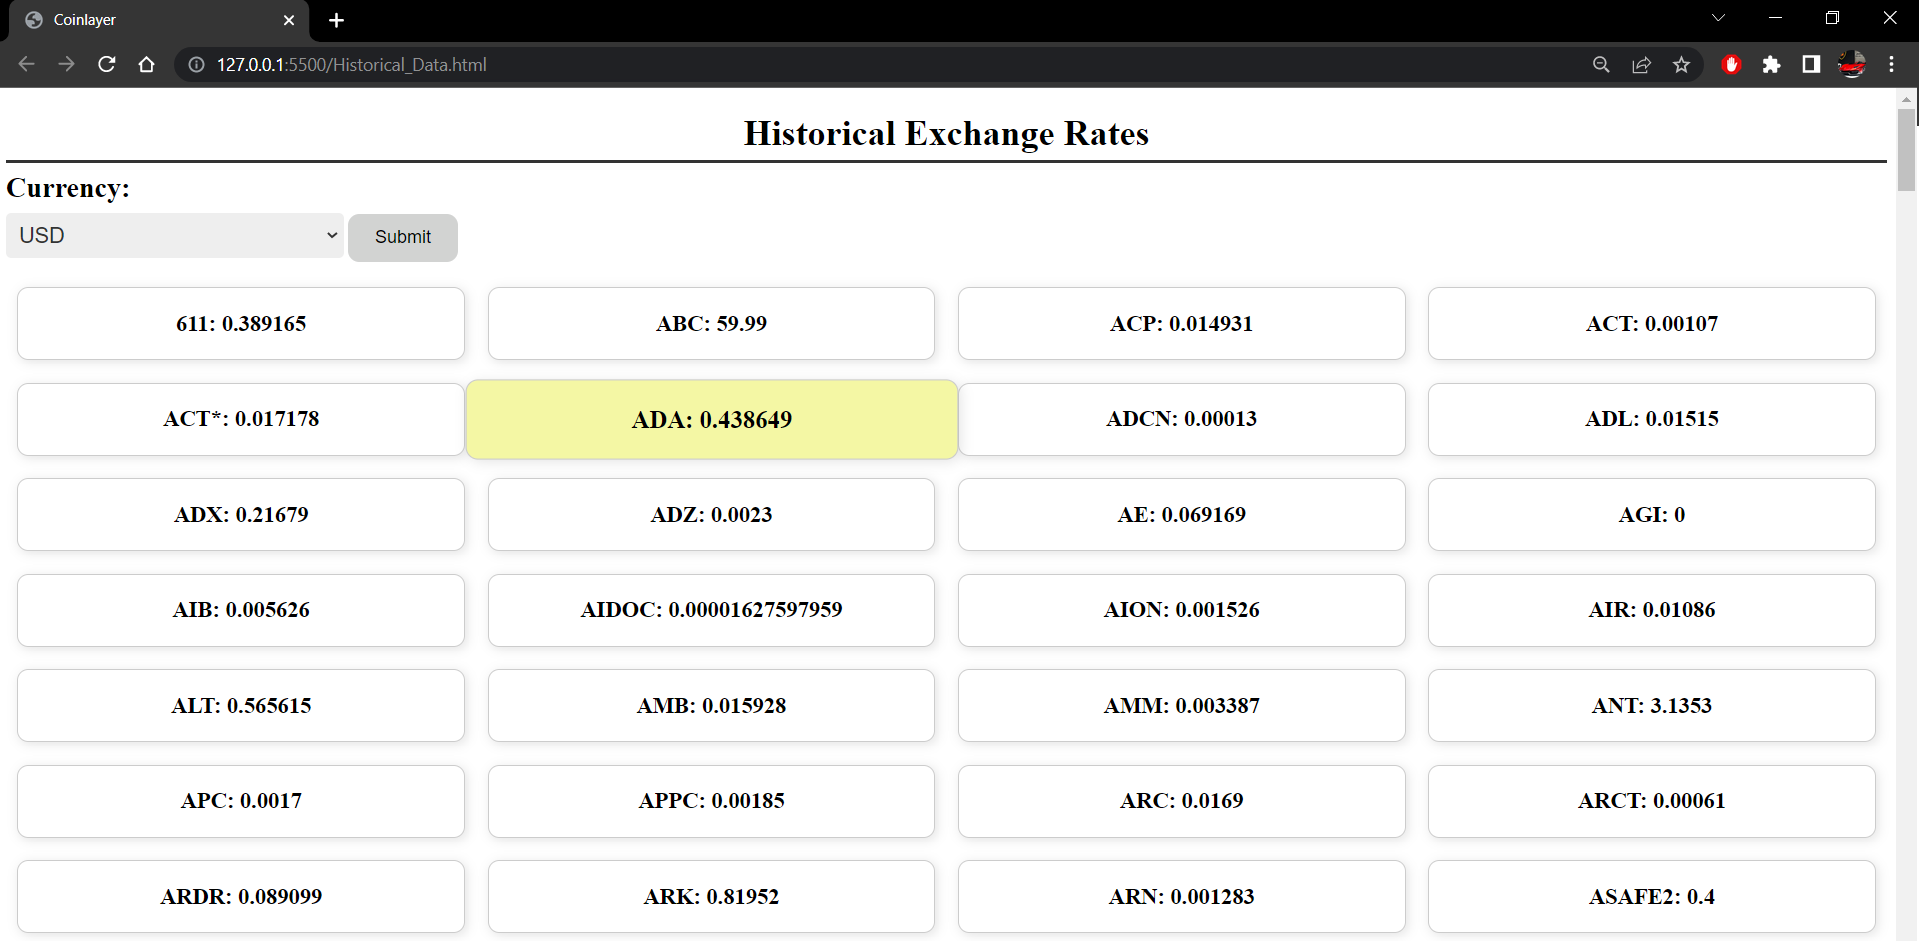 Coinlayer
127.0.0.1:5500/Historical_Data.html
Historical Exchange Rates
Currency:
USD Submit
611: 0.389165 ABC: 59.99 ACP: 0.014931 ACT: 0.00107
ACT*: 0.017178 ADA: 0.438649 ADCN: 0.00013 ADL: 0.01515
ADX: 0.21679 ADZ: 0.0023 AE: 0.069169 AGI: 0
AIB: 0.005626 AIDOC: 0.00001627597959 AION: 0.001526 AIR: 0.01086
ALT: 0.565615 AMB: 0.015928 AMM: 0.003387 ANT: 3.1353
APC: 0.0017 APPC: 0.00185 ARC: 0.0169 ARCT: 0.00061
ARDR: 0.089099 ARK: 0.81952 ARN: 0.001283 ASAFE2: 0.4